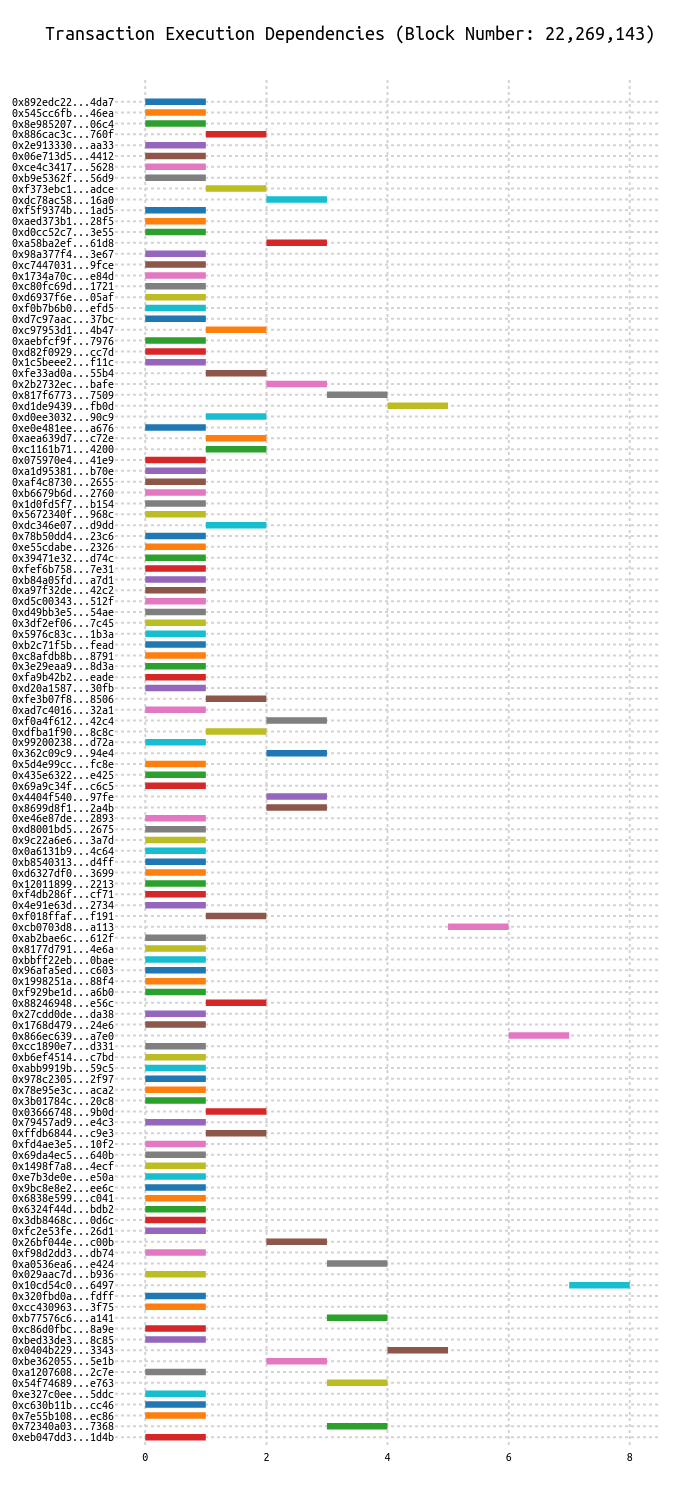 Transaction Execution Dependencies (Block Number: 22,269,143)
0x892edc22...4da7
0x545cc6fb...46ea
0x8e985207...06c4
0x886cac3c...760f
0x2e913330...aa33
0x06e713d5...4412
0xce4c3417...5628
0xb9e5362f...56d9
0xf373ebc1...adce
0xdc78ac58...16a0
0xf5f9374b...1ad5
0xaed373b1...28f5
0xd0cc52c7...3e55
0xa58ba2ef...61d8
0x98a377f4...3e67
0xc7447031...9fce
0x1734a70c...e84d
0xc80fc69d...1721
0xd6937f6e...05af
0xf0b7b6b0...efd5
0xd7c97aac...37bc
0xc97953d1...4b47
0xaebfcf9f...7976
0xd82f0929...cc7d
0x1c5beee2...f11c
0xfe33ad0a...55b4
0x2b2732ec...bafe
0x817f6773...7509
0xd1de9439...fb0d
0xd0ee3032...90c9
0xe0e481ee...a676
0xaea639d7...c72e
0xc1161b71...4200
0x075970e4...41e9
0xa1d95381...b70e
0xaf4c8730...2655
0xb6679b6d...2760
0x1d0fd5f7...b154
0x5672340f...968c
0xdc346e07...d9dd
0x78b50dd4...23c6
0xe55cdabe...2326
0x39471e32...d74c
0xfef6b758...7e31
0xb84a05fd...a7d1
0xa97f32de...42c2
0xd5c00343...512f
0xd49bb3e5...54ae
0x3df2ef06...7c45
0x5976c83c...1b3a
0xb2c71f5b...fead
0xc8afdb8b...8791
0x3e29eaa9...8d3a
0xfa9b42b2...eade
0xd20a1587...30fb
0xfe3b07f8...8506
0xad7c4016...32a1
0xf0a4f612...42c4
0xdfba1f90...8c8c
0x99200238...d72a
0x362c09c9...94e4
0x5d4e99cc...fc8e
0x435e6322...e425
0x69a9c34f...c6c5
0x4404f540...97fe
0x8699d8f1...2a4b
0xe46e87de...2893
0xd8001bd5...2675
0x9c22a6e6...3a7d
0x0a6131b9...4c64
0xb8540313...d4ff
0xd6327df0...3699
0x12011899...2213
0xf4db286f...cf71
0x4e91e63d...2734
0xf018ffaf...f191
0xcb0703d8...a113
0xab2bae6c...612f
0x8177d791...4e6a
0xbbff22eb...0bae
0x96afa5ed...c603
0x1998251a...88f4
0xf929be1d...a6b0
0x88246948...e56c
0x27cdd0de...da38
0x1768d479...24e6
0x866ec639...a7e0
0xcc1890e7...d331
0xb6ef4514...c7bd
0xabb9919b...59c5
0x978c2305...2f97
0x78e95e3c...aca2
0x3b01784c...20c8
0x03666748...9b0d
0x79457ad9...e4c3
0xffdb6844...c9e3
0xfd4ae3e5...10f2
0x69da4ec5...640b
0x1498f7a8...4ecf
0xe7b3de0e...e50a
0x9bc8e8e2...ee6c
0x6838e599...c041
0x6324f44d...bdb2
0x3db8468c...0d6c
0xfc2e53fe...26d1
0x26bf044e...c00b
0xf98d2dd3...db74
0xa0536ea6...e424
0x029aac7d...b936
0x10cd54c0...6497
0x320fbd0a...fdff
0xcc430963...3f75
0xb77576c6...a141
0xc86d0fbc...8a9e
0xbed33de3...8c85
0x0404b229...3343
0xbe362055...5e1b
0xa1207608...2c7e
0x54f74689...e763
0xe327c0ee...5ddc
0xc630b11b...cc46
0x7e55b108...ec86
0x72340a03...7368
0xeb047dd3...1d4b
0 2 4 6 8